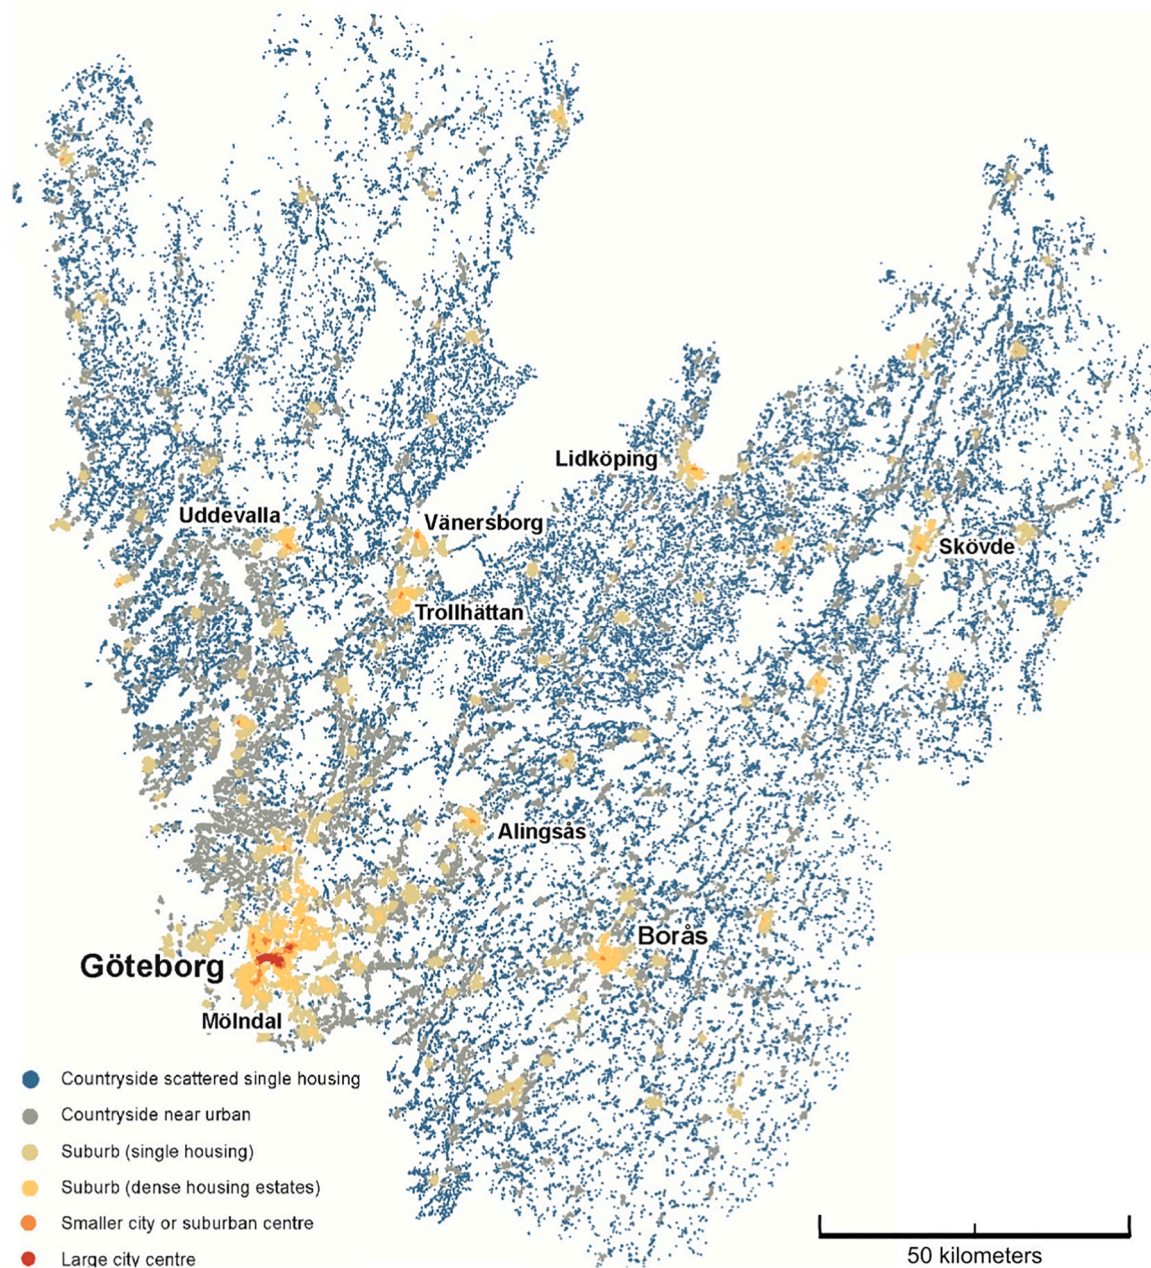 Lidköping
Uddevalla
Vänersborg
Skövde
Trollhättan
Alingsås
Borås
Göteborg
Mölndal
Countryside scattered single housing
Countryside near urban
Suburb (single housing)
Suburb (dense housing estates)
Smaller city or suburban centre
Large city centre
50 kilometers